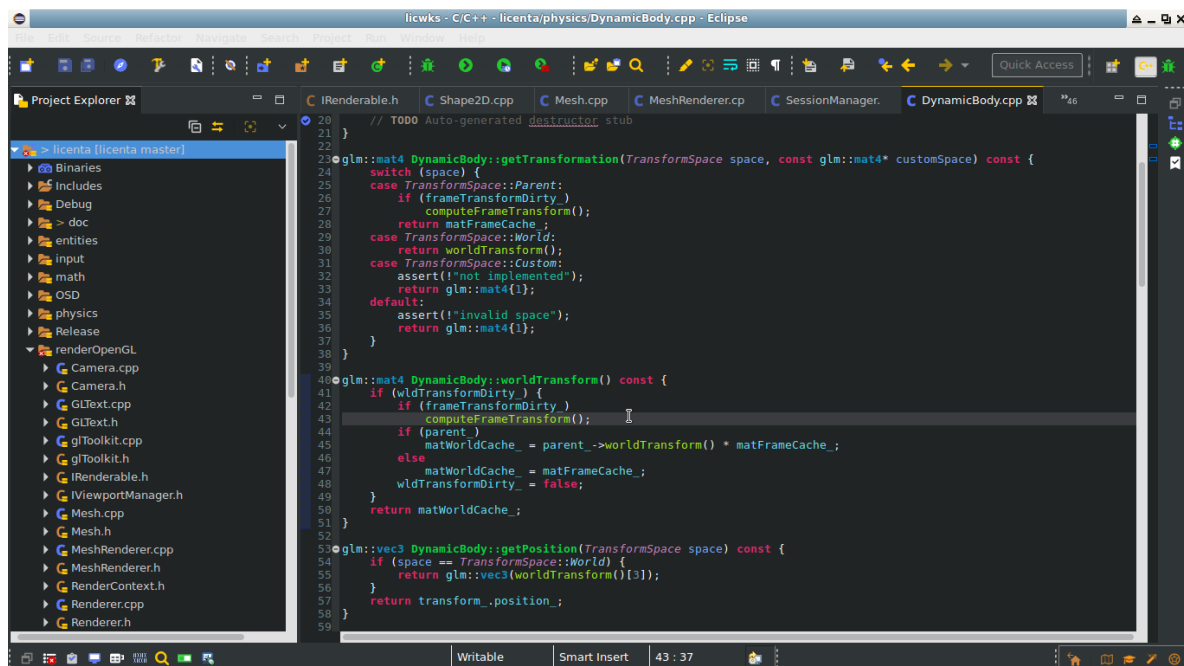 licwks - C/C++ - licenta/physics/DynamicBody.cpp - Eclipse
File Edit Source Refactor Navigate Search Project Run Window Help
Quick Access
Project Explorer
IRenderable.h
Shape2D.cpp
Mesh.cpp
MeshRenderer.cp
SessionManager.
DynamicBody.cpp
»46
> licenta [licenta master]
Binaries
Includes
Debug
> doc
entities
input
math
OSD
physics
Release
renderOpenGL
Camera.cpp
Camera.h
GLText.cpp
GLText.h
glToolkit.cpp
glToolkit.h
IRenderable.h
IViewportManager.h
Mesh.cpp
Mesh.h
MeshRenderer.cpp
MeshRenderer.h
RenderContext.h
Renderer.cpp
Renderer.h
20     // TODO Auto-generated destructor stub
21 }
22
23 glm::mat4 DynamicBody::getTransformation(TransformSpace space, const glm::mat4* customSpace) const {
24     switch (space) {
25     case TransformSpace::Parent:
26         if (frameTransformDirty_)
27             computeFrameTransform();
28         return matFrameCache_;
29     case TransformSpace::World:
30         return worldTransform();
31     case TransformSpace::Custom:
32         assert(!"not implemented");
33         return glm::mat4{1};
34     default:
35         assert(!"invalid space");
36         return glm::mat4{1};
37     }
38 }
39
40 glm::mat4 DynamicBody::worldTransform() const {
41     if (wldTransformDirty_) {
42         if (frameTransformDirty_)
43             computeFrameTransform();
44         if (parent_)
45             matWorldCache_ = parent_->worldTransform() * matFrameCache_;
46         else
47             matWorldCache_ = matFrameCache_;
48         wldTransformDirty_ = false;
49     }
50     return matWorldCache_;
51 }
52
53 glm::vec3 DynamicBody::getPosition(TransformSpace space) const {
54     if (space == TransformSpace::World) {
55         return glm::vec3(worldTransform()[3]);
56     }
57     return transform_.position_;
58 }
59
Writable
Smart Insert
43 : 37